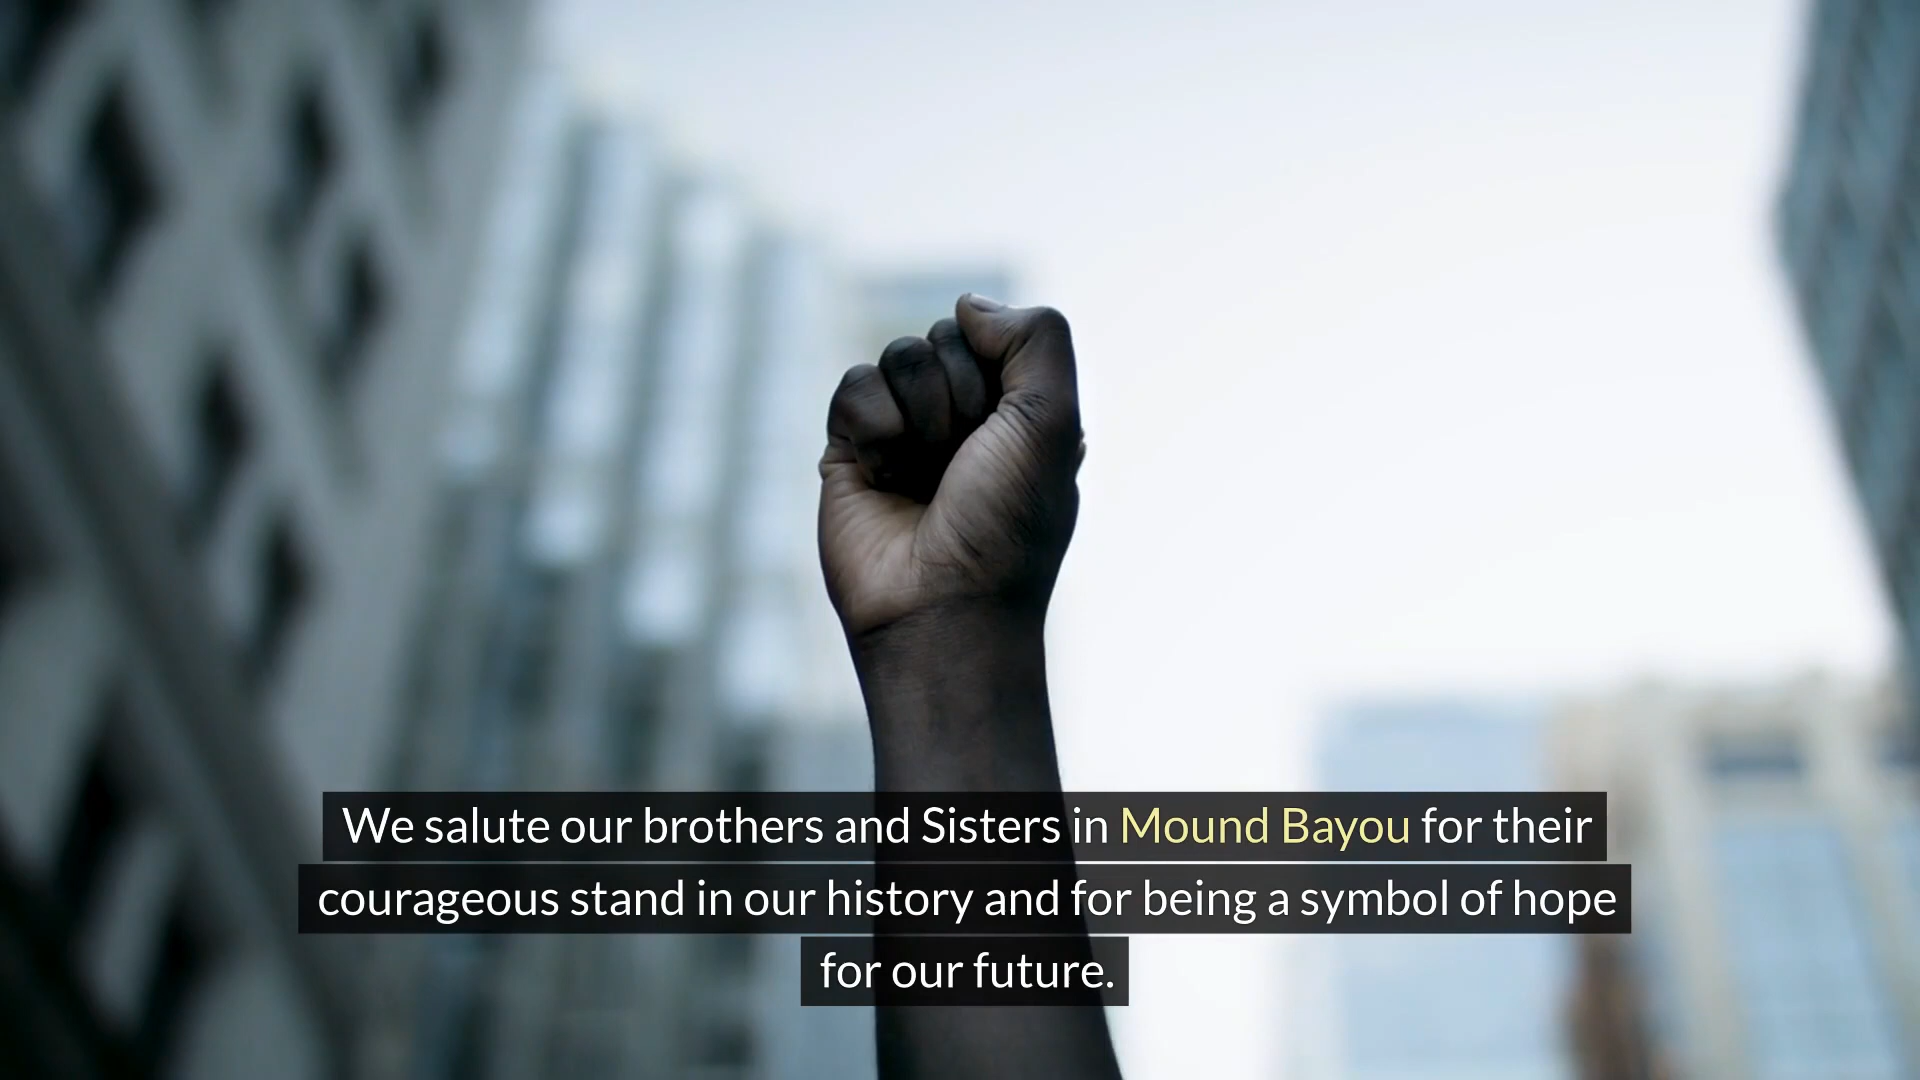 We salute our brothers and Sisters in Mound Bayou for their
courageous stand in our history and for being a symbol of hope
for our future.